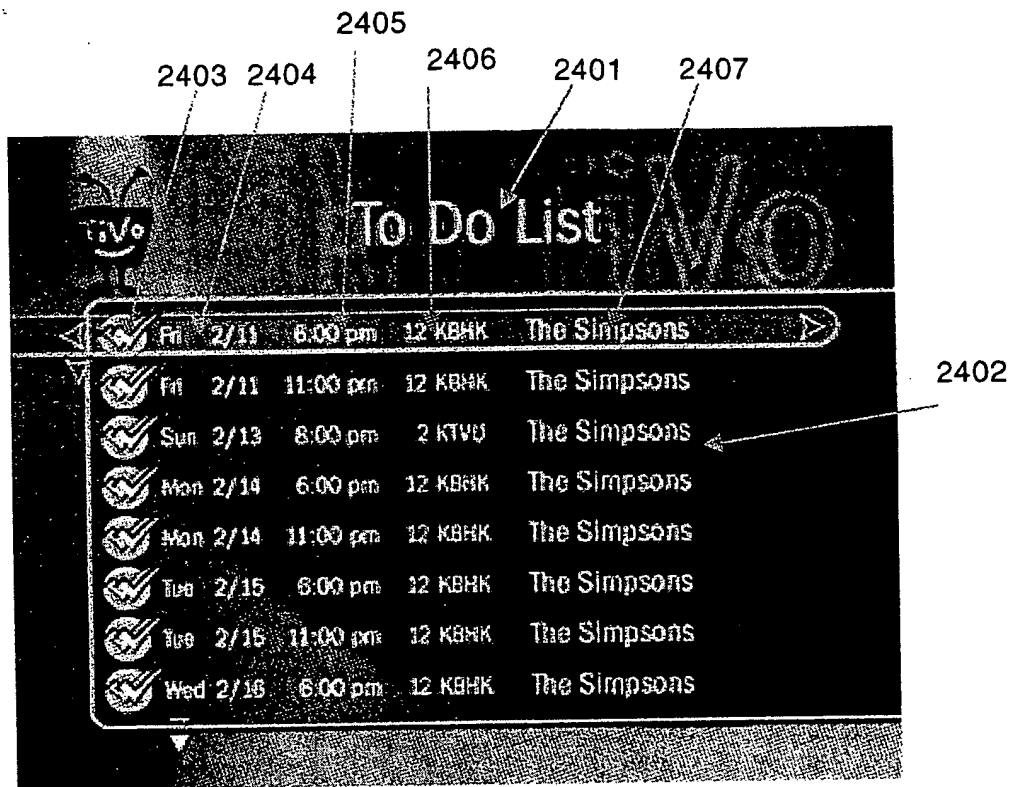 2405
2403 2404 2406 2401 2407
TiVo
To Do List
TiVo
Fri 2/11 6:00 pm 12 KBHK The Simpsons
Fri 2/11 11:00 pm 12 KBHK The Simpsons
2402
Sun 2/13 8:00 pm 2 KTVU The Simpsons
Mon 2/14 6:00 pm 12 KBHK The Simpsons
Mon 2/14 11:00 pm 12 KBHK The Simpsons
Tue 2/15 6:00 pm 12 KBHK The Simpsons
Tue 2/15 11:00 pm 12 KBHK The Simpsons
Wed 2/16 6:00 pm 12 KBHK The Simpsons